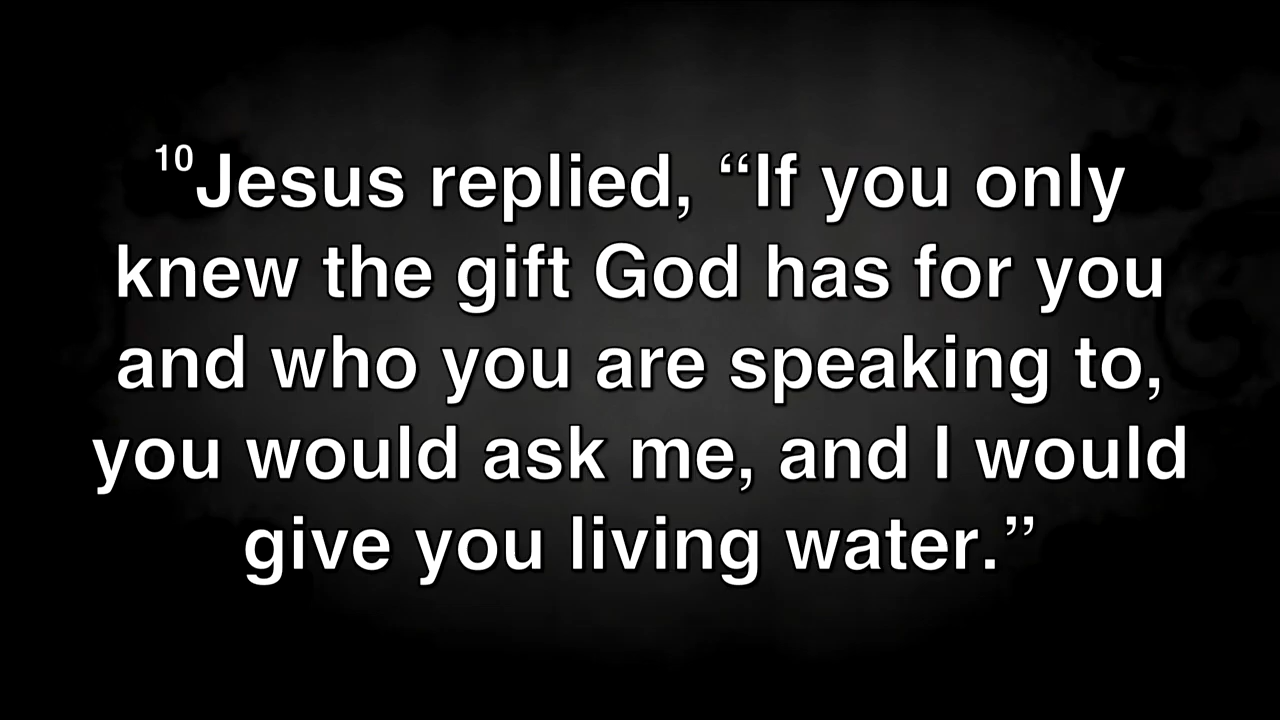 ¹⁰Jesus replied, “If you only
knew the gift God has for you
and who you are speaking to,
you would ask me, and I would
give you living water.”